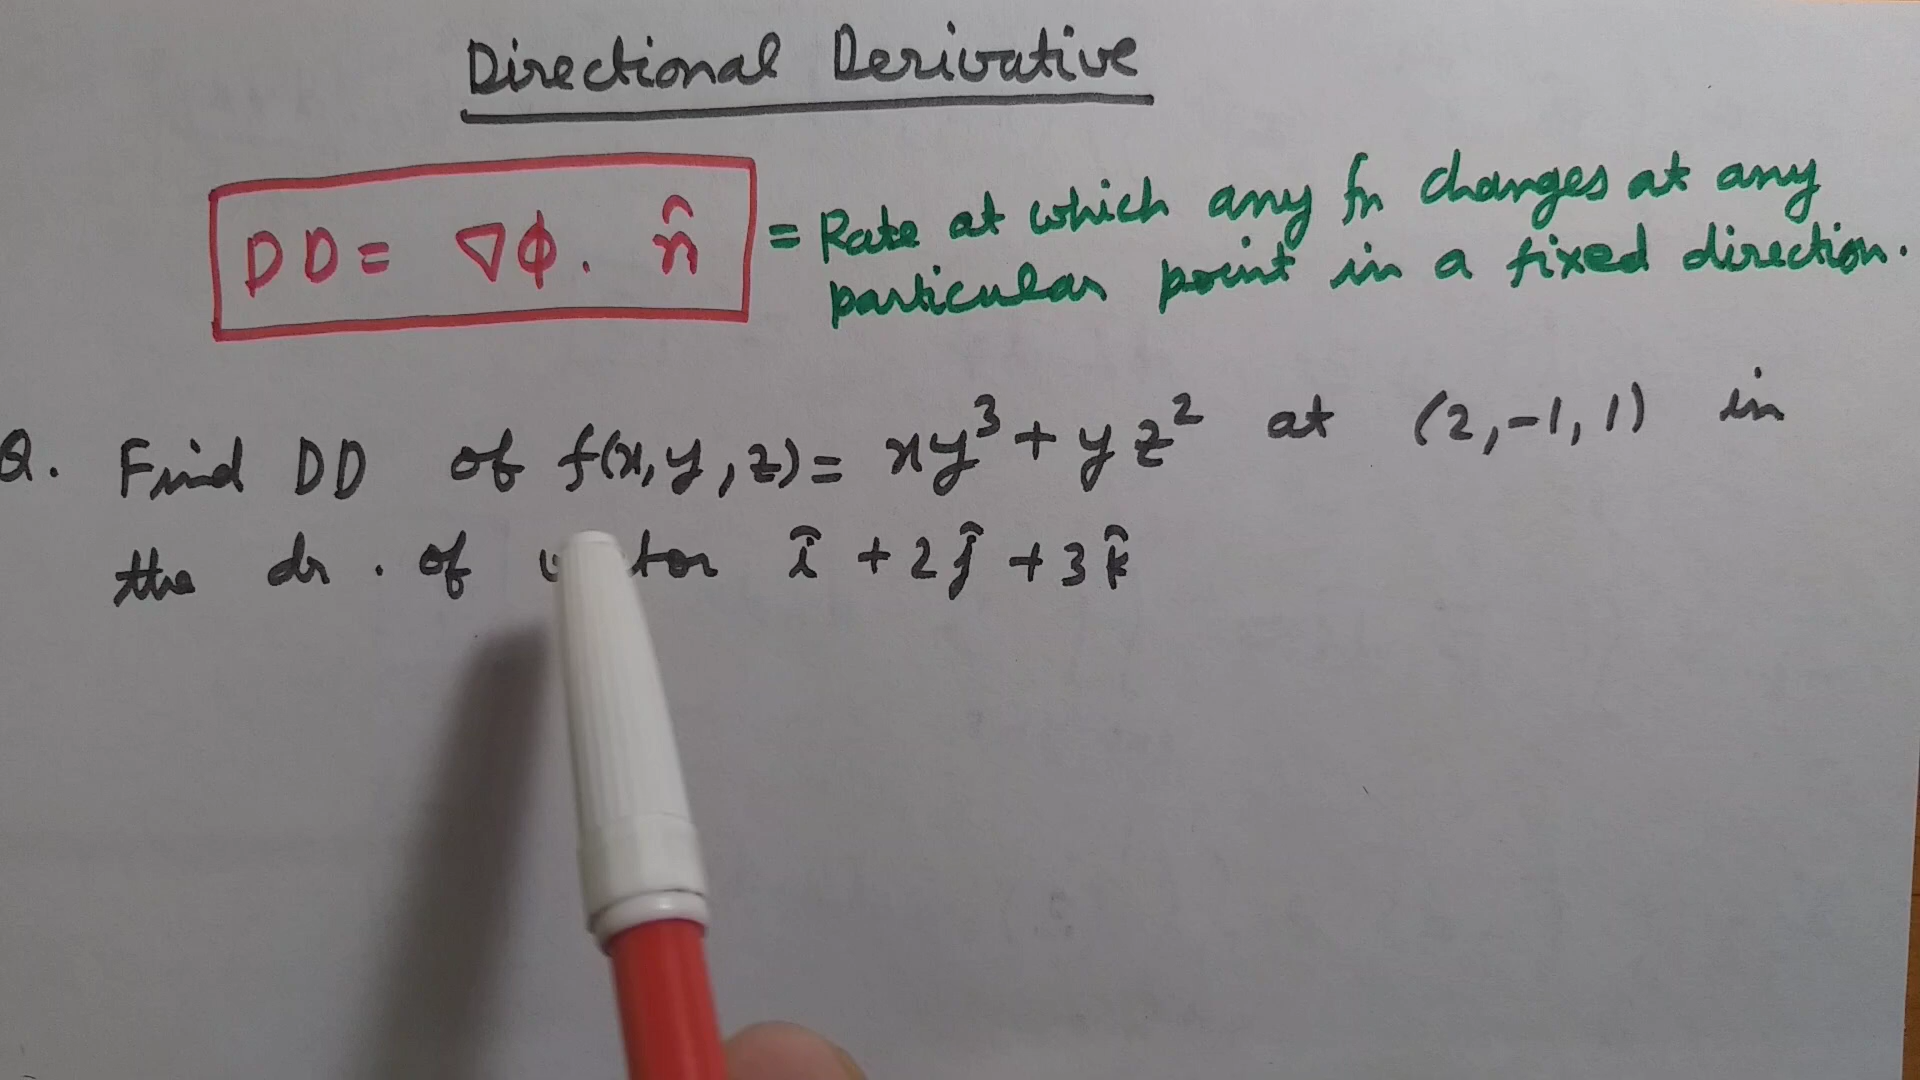 Directional Derivative
DD = ∇ϕ. n̂ = Rate at which any fn changes at any
particular point in a fixed direction.
Q. Find DD of f(x,y,z)= xy³+yz² at (2,-1,1) in
the dr. of î +2ĵ +3k̂